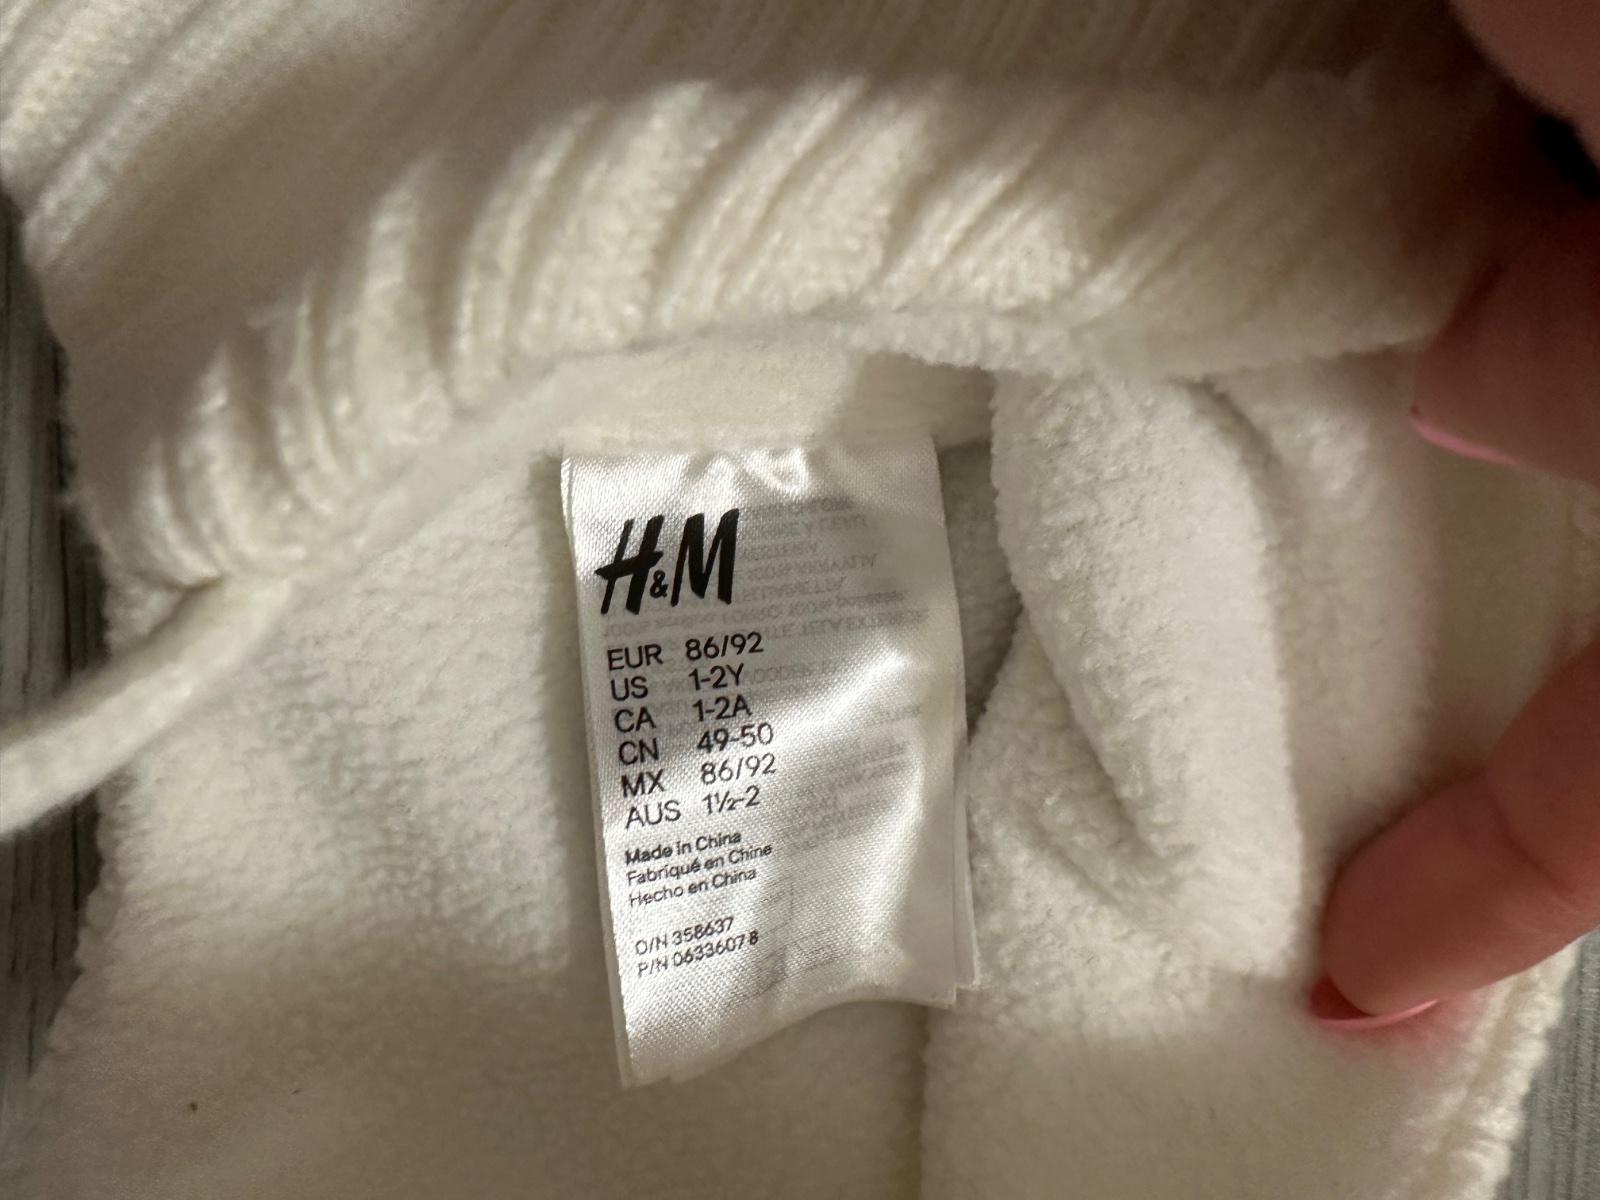 H&M
EUR 86/92
US 1-2Y
CA 1-2A
CN 49-50
MX 86/92
AUS 1½-2
Made in China
Fabriqué en Chine
Hecho en China
O/N 358637
P/N 06336078